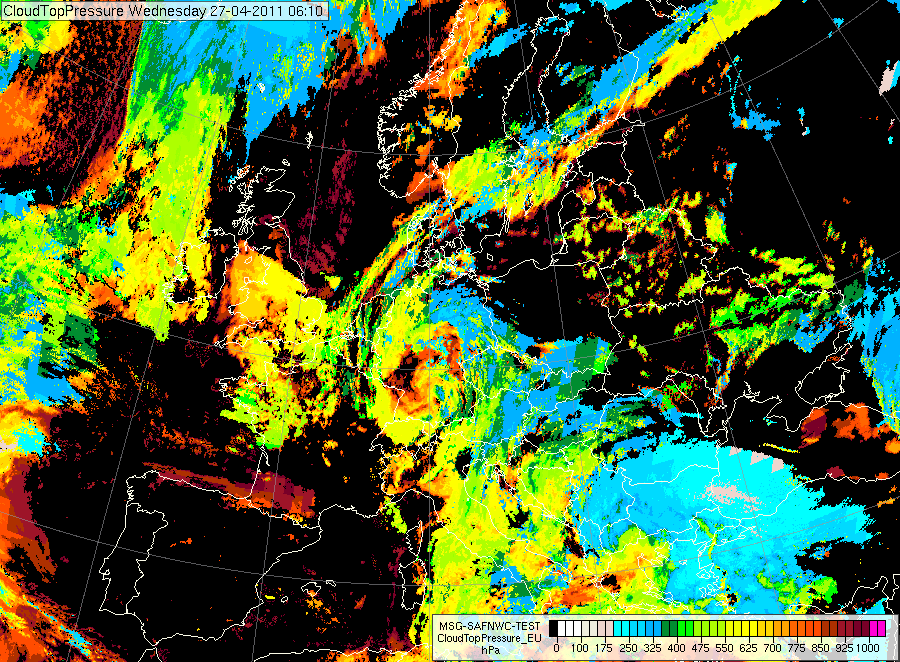 CloudTopPressure Wednesday 27-04-2011 06:10
MSG-SAFNWC-TEST
CloudTopPressure_EU
hPa
0 100 175 250 325 400 475 550 625 700 775 850 925 1000